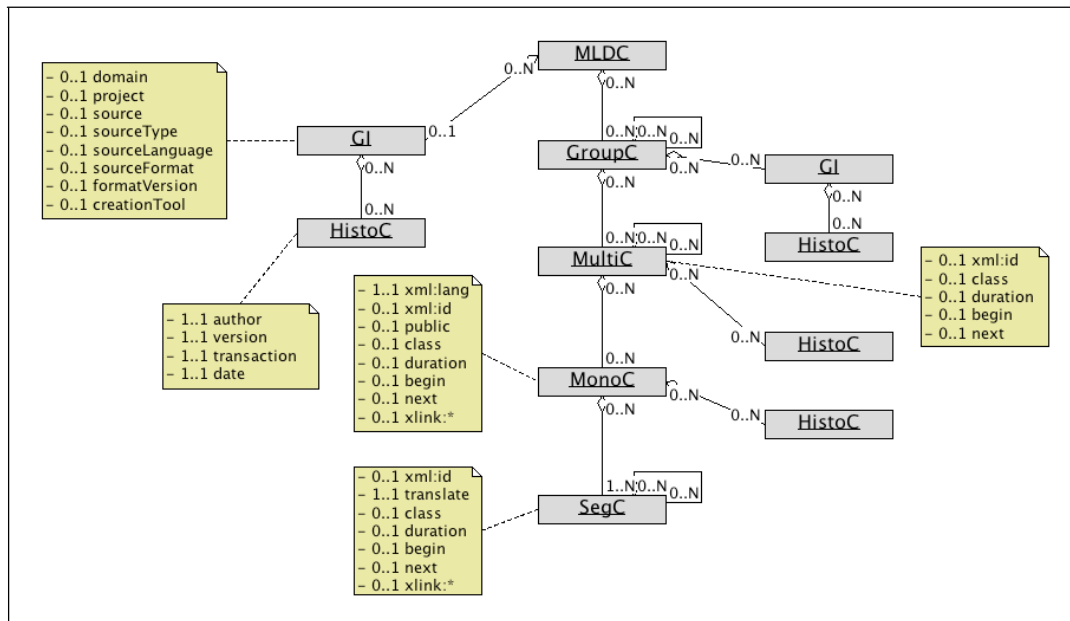 MLDC
0..N
0..1
0..N
- 0..1 domain
- 0..1 project
- 0..1 source
- 0..1 sourceType
- 0..1 sourceLanguage
- 0..1 sourceFormat
- 0..1 formatVersion
- 0..1 creationTool
GI
0..N
0..N
HistoC
- 1..1 author
- 1..1 version
- 1..1 transaction
- 1..1 date
0..N
0..N
0..N
GroupC
0..N
0..N
0..N
GI
0..N
0..N
HistoC
0..N
0..N
0..N
MultiC
0..N
0..N
0..N
HistoC
- 0..1 xml:id
- 0..1 class
- 0..1 duration
- 0..1 begin
- 0..1 next
- 1..1 xml:lang
- 0..1 xml:id
- 0..1 public
- 0..1 class
- 0..1 duration
- 0..1 begin
- 0..1 next
- 0..1 xlink:*
0..N
MonoC
0..N
0..N
0..N
HistoC
- 0..1 xml:id
- 1..1 translate
- 0..1 class
- 0..1 duration
- 0..1 begin
- 0..1 next
- 0..1 xlink:*
1..N
0..N
0..N
SegC